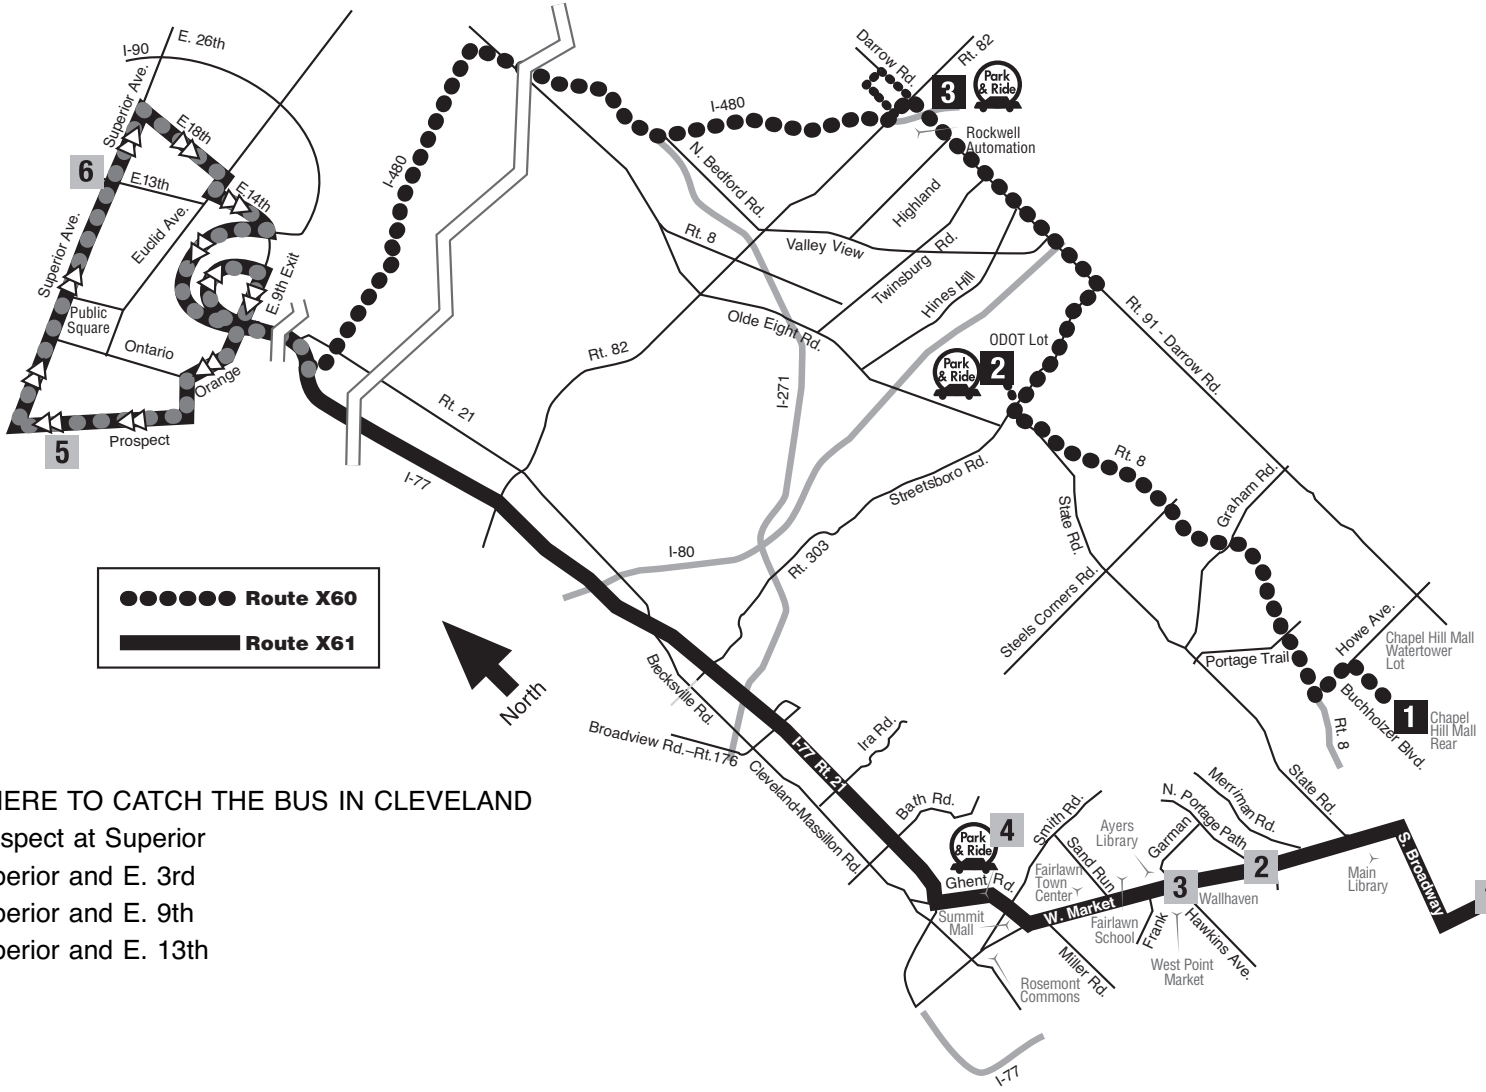 I-90
E. 26th
Superior Ave.
E.18th
6
E.13th
E.14th
Euclid Ave.
Superior Ave.
E. 9th Exit
Public
Square
Ontario
Orange
Prospect
5
I-480
I-480
Darrow Rd.
Rt. 82
3
Park
& Ride
Rockwell
Automation
N. Bedford Rd.
Highland
Rt. 8
Valley View
Twinsburg Rd.
Hines Hill
Olde Eight Rd.
Rt. 91 - Darrow Rd.
ODOT Lot
Park
& Ride
2
Rt. 82
I-271
Rt. 21
I-77
Rt. 8
Streetsboro Rd.
Graham Rd.
State Rd.
I-80
Rt. 303
Steels Corners Rd.
Route X60
Route X61
North
Howe Ave.
Chapel Hill Mall
Watertower
Lot
Portage Trail
Buchholzer Blvd.
1
Chapel
Hill Mall
Rear
Rt. 8
Brecksville Rd.
Broadview Rd.–Rt.176
I-77 Rt. 21
Ira Rd.
Cleveland-Massillon Rd.
State Rd.
Merriman Rd.
N. Portage Path
Bath Rd.
Smith Rd.
4
Park
& Ride
Ayers
Library
Garman
Sand Run
Ghent Rd.
Fairlawn
Town
Center
W. Market
3
2
Wallhaven
Main
Library
S. Broadway
Summit
Mall
Fairlawn
School
Frank
Hawkins Ave.
West Point
Market
Miller Rd.
Rosemont
Commons
I-77
HERE TO CATCH THE BUS IN CLEVELAND
spect at Superior
perior and E. 3rd
perior and E. 9th
perior and E. 13th